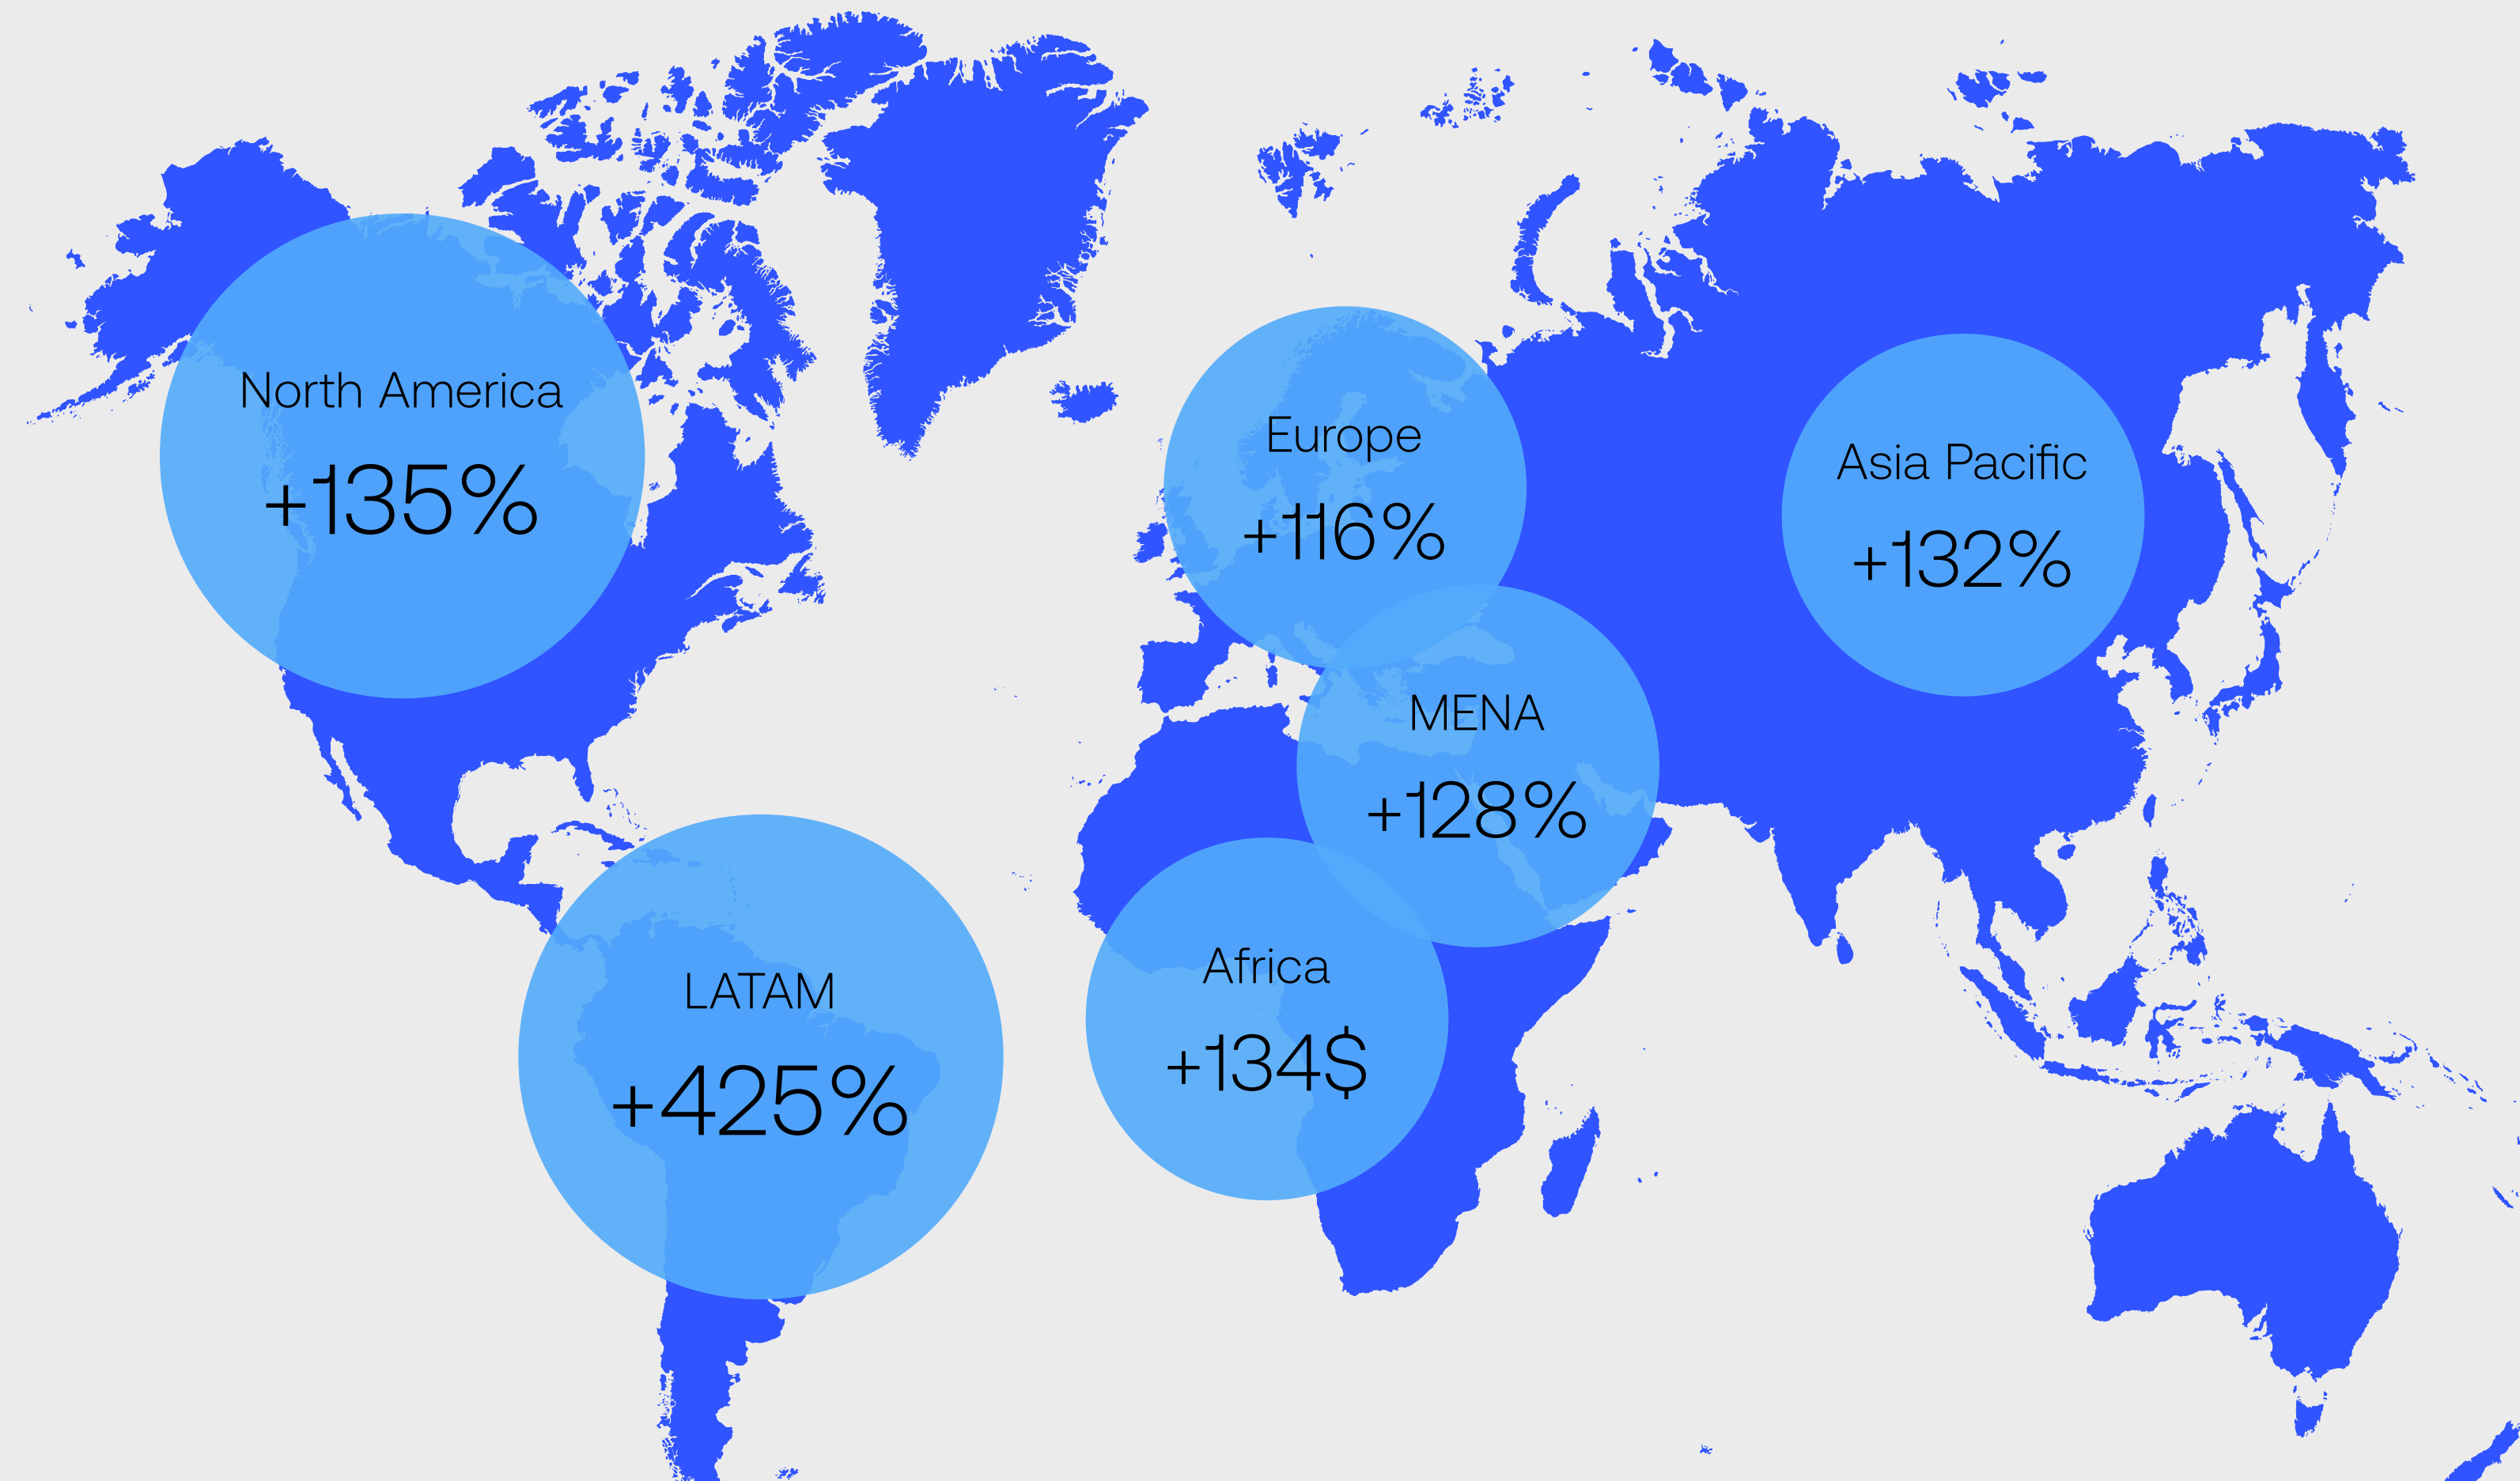 North America
+135%
Europe
+116%
Asia Pacific
+132%
MENA
+128%
LATAM
+425%
Africa
+134$